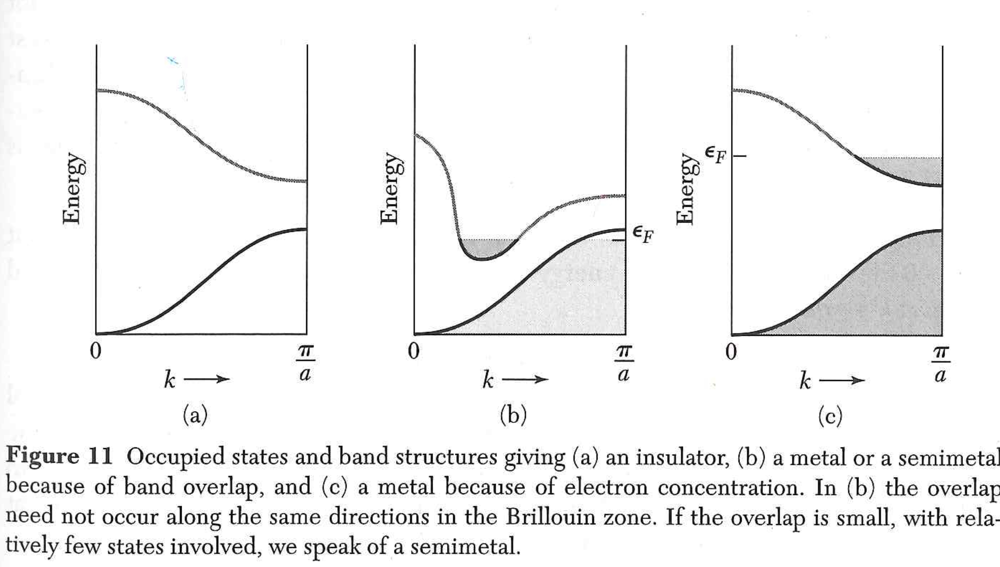 Energy
0
π
a
k
(a)
Energy
ϵF
0
π
a
k
(b)
Energy
ϵF
0
π
a
k
(c)
Figure 11 Occupied states and band structures giving (a) an insulator, (b) a metal or a semimetal
because of band overlap, and (c) a metal because of electron concentration. In (b) the overlap
need not occur along the same directions in the Brillouin zone. If the overlap is small, with rela-
tively few states involved, we speak of a semimetal.